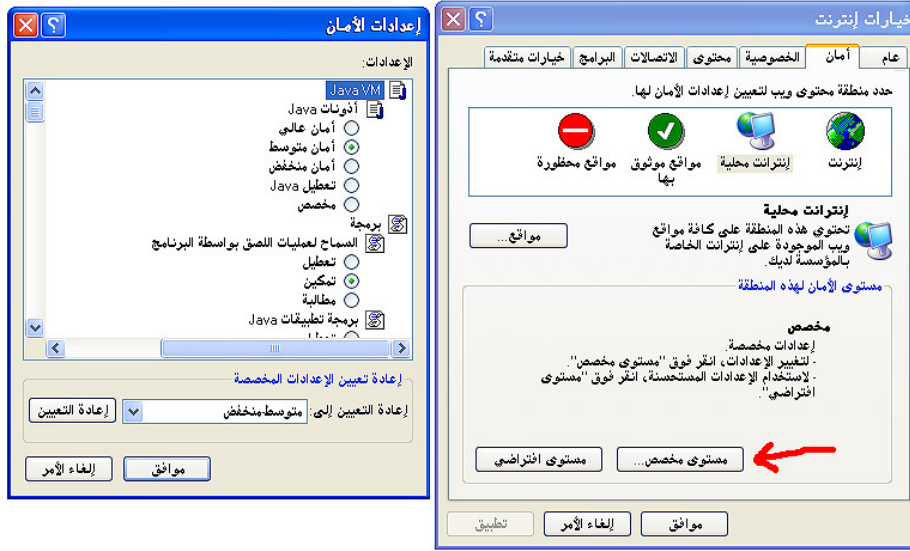 خيارات إنترنت
عام
أمان
الخصوصية
محتوى
الاتصالات
البرامج
خيارات متقدمة
حدد منطقة محتوى ويب لتعيين إعدادات الأمان لها.
إنترنت
إنترانت محلية
مواقع موثوق
بها
مواقع محظورة
إنترانت محلية
تحتوي هذه المنطقة على كافة مواقع
ويب الموجودة على إنترانت الخاصة
بالمؤسسة لديك.
مواقع...
مستوى الأمان لهذه المنطقة
مخصص
إعدادات مخصصة.
- لتغيير الإعدادات، انقر فوق "مستوى مخصص".
- لاستخدام الإعدادات المستحسنة، انقر فوق "مستوى
افتراضي".
مستوى مخصص...
مستوى افتراضي
موافق
إلغاء الأمر
تطبيق
إعدادات الأمان
الإعدادات:
Java VM
أذونات Java
أمان عالي
أمان متوسط
أمان منخفض
تعطيل Java
مخصص
برمجة
السماح لعمليات اللصق بواسطة البرنامج
تعطيل
تمكين
مطالبة
برمجة تطبيقات Java
إعادة تعيين الإعدادات المخصصة
إعادة التعيين إلى:
متوسط-منخفض
إعادة التعيين
موافق
إلغاء الأمر